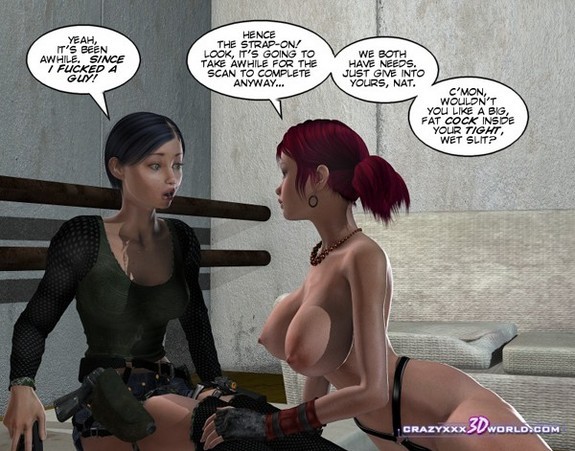 YEAH,
IT'S BEEN
AWHILE. SINCE
I FUCKED A
GUY!
HENCE
THE STRAP-ON!
LOOK, IT'S GOING TO
TAKE AWHILE FOR THE
SCAN TO COMPLETE
ANYWAY...
WE BOTH
HAVE NEEDS.
JUST GIVE INTO
YOURS, NAT.
C'MON,
WOULDN'T
YOU LIKE A BIG,
FAT COCK INSIDE
YOUR TIGHT,
WET SLIT?
CRAZYXXX3DWORLD.COM